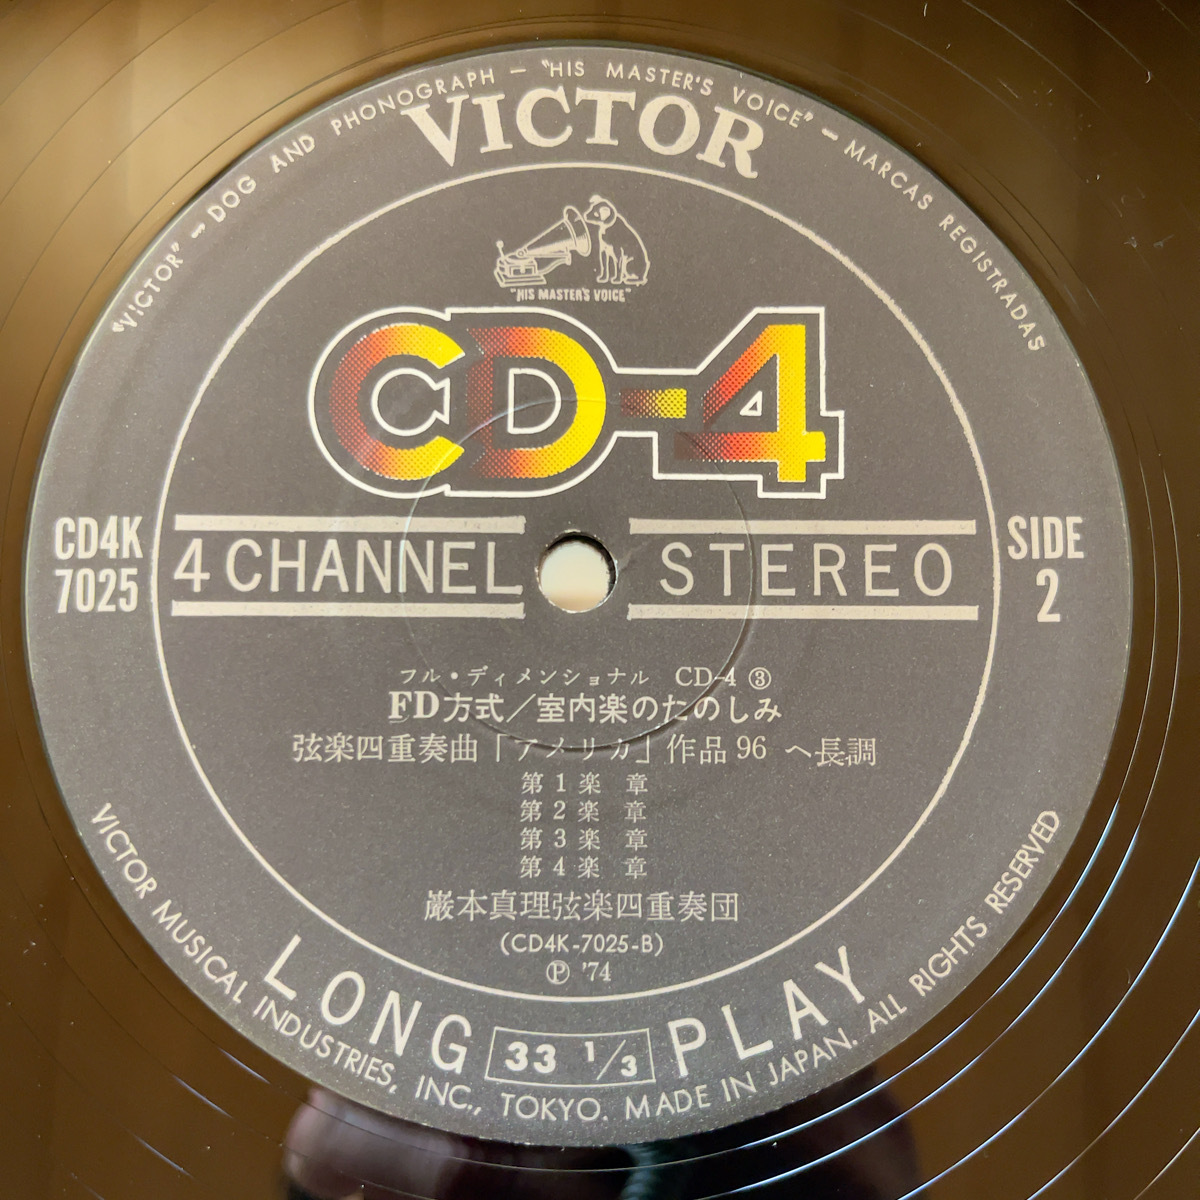 "VICTOR" – DOG AND PHONOGRAPH – "HIS MASTER'S VOICE" – MARCAS REGISTRADAS
VICTOR
"HIS MASTER'S VOICE"
CD-4
CD4K
7025
4 CHANNEL STEREO
SIDE
2
フル・ディメンショナル CD-4 ③
FD方式/室内楽のたのしみ
弦楽四重奏曲「アメリカ」作品96 ヘ長調
第1楽章
第2楽章
第3楽章
第4楽章
巌本真理弦楽四重奏団
(CD4K-7025-B)
Ⓟ '74
LONG 33 1/3 PLAY
VICTOR MUSICAL INDUSTRIES, INC., TOKYO. MADE IN JAPAN. ALL RIGHTS RESERVED